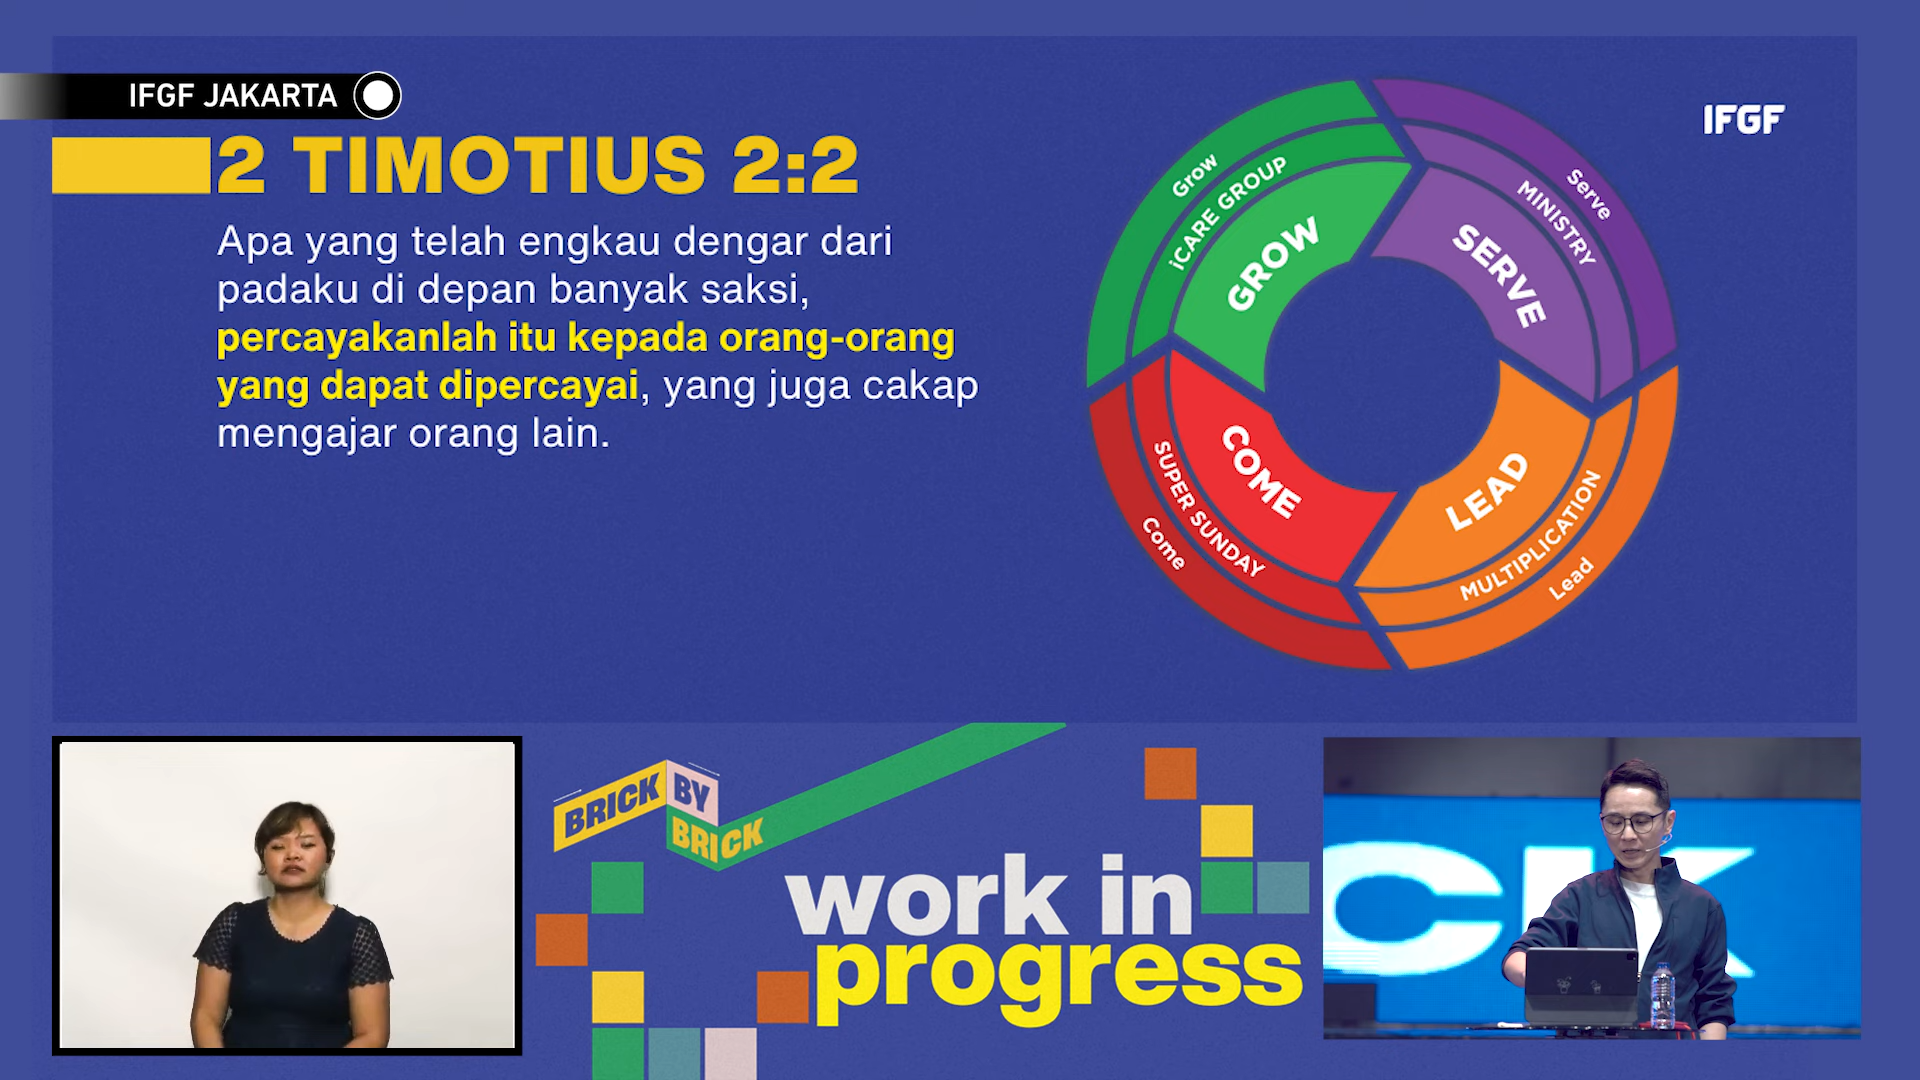 IFGF JAKARTA
IFGF
2 TIMOTIUS 2:2
Apa yang telah engkau dengar dari
padaku di depan banyak saksi,
percayakanlah itu kepada orang-orang
yang dapat dipercayai, yang juga cakap
mengajar orang lain.
Grow
iCARE GROUP
GROW
Serve
MINISTRY
SERVE
COME
SUPER SUNDAY
Come
LEAD
MULTIPLICATION
Lead
BRICK BY
BRICK
work in
progress
CK